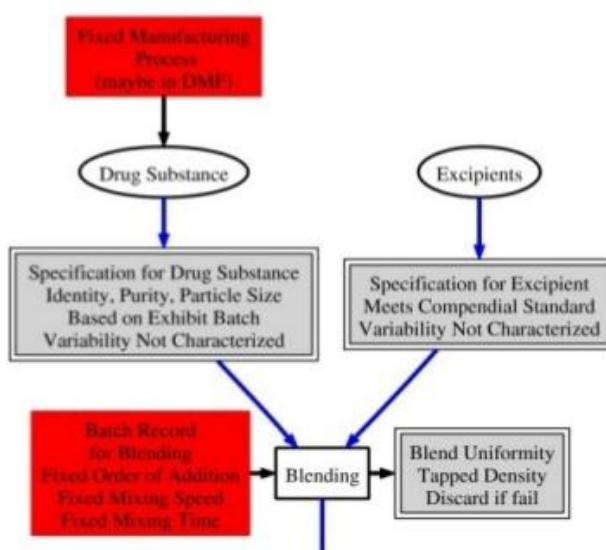 Fixed Manufacturing
Process
(maybe in DMF)
Drug Substance
Excipients
Specification for Drug Substance
Identity, Purity, Particle Size
Based on Exhibit Batch
Variability Not Characterized
Specification for Excipient
Meets Compendial Standard
Variability Not Characterized
Batch Record
for Blending
Fixed Order of Addition
Fixed Mixing Speed
Fixed Mixing Time
Blending
Blend Uniformity
Tapped Density
Discard if fail